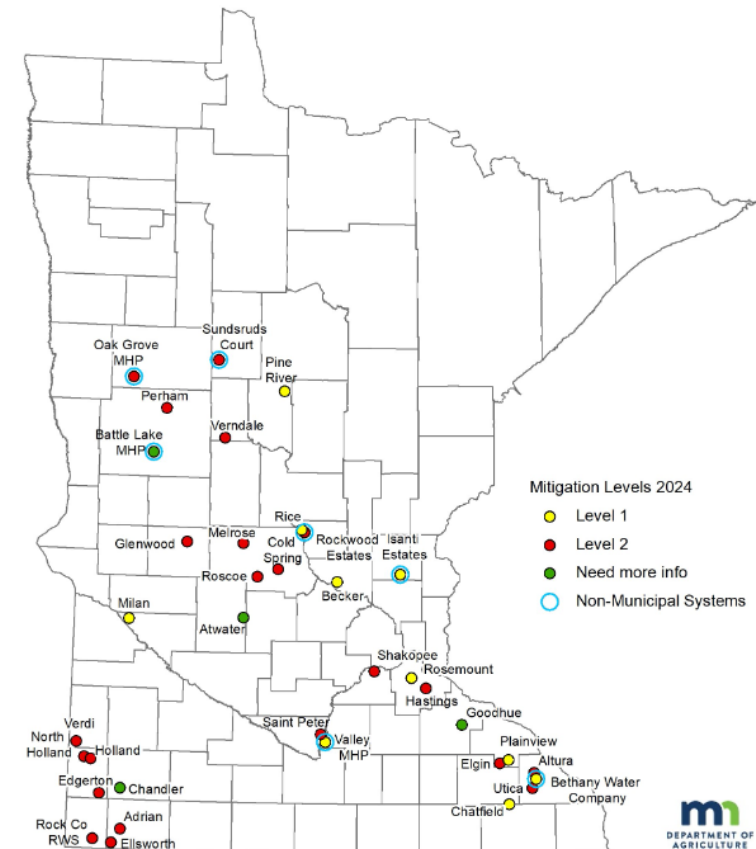 Sundsruds
Court
Oak Grove
MHP
Pine
River
Perham
Battle Lake
MHP
Verndale
Mitigation Levels 2024
Level 1
Level 2
Need more info
Non-Municipal Systems
Rice
Glenwood
Melrose
Cold
Spring
Rockwood
Estates
Isanti
Estates
Roscoe
Becker
Milan
Atwater
Shakopee
Rosemount
Hastings
Goodhue
Saint Peter
Valley
MHP
Verdi
North
Holland
Holland
Plainview
Elgin
Altura
Edgerton
Chandler
Utica
Bethany Water
Company
Chatfield
Adrian
Rock Co
RWS
Ellsworth
mn
DEPARTMENT OF
AGRICULTURE